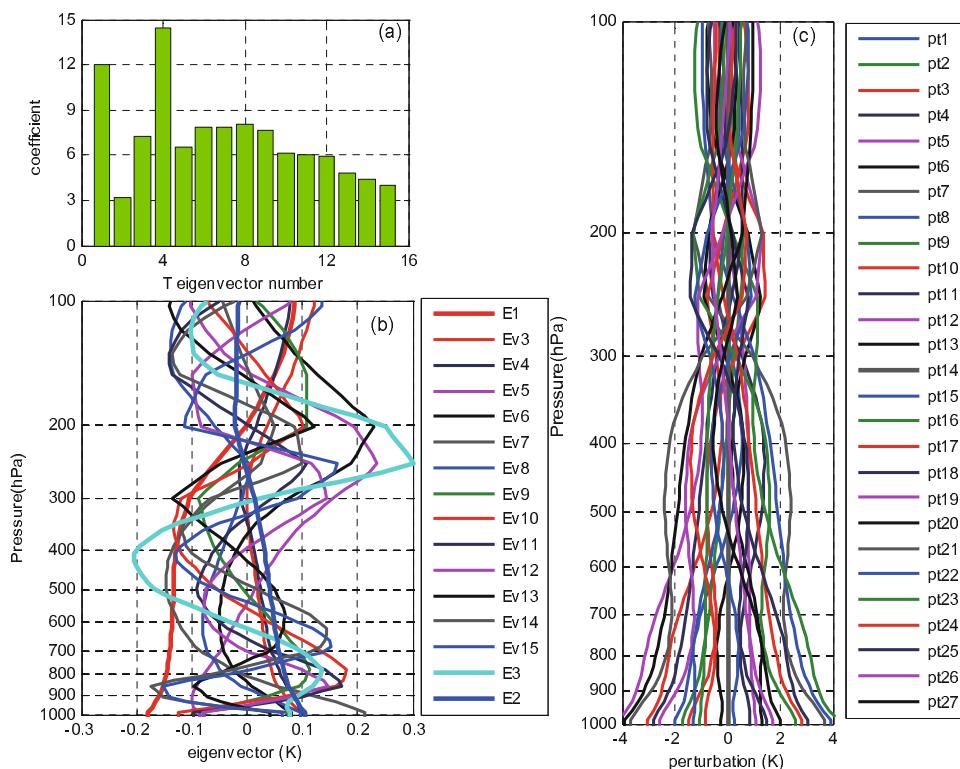 15
12
9
6
3
0
coefficient
(a)
0
4
8
12
16
T eigenvector number
100
200
300
400
500
600
700
800
900
1000
Pressure(hPa)
(b)
-0.3
-0.2
-0.1
0
0.1
0.2
0.3
eigenvector (K)
E1
Ev3
Ev4
Ev5
Ev6
Ev7
Ev8
Ev9
Ev10
Ev11
Ev12
Ev13
Ev14
Ev15
E3
E2
100
200
300
400
500
600
700
800
900
1000
Pressure(hPa)
(c)
-4
-2
0
2
4
perturbation (K)
pt1
pt2
pt3
pt4
pt5
pt6
pt7
pt8
pt9
pt10
pt11
pt12
pt13
pt14
pt15
pt16
pt17
pt18
pt19
pt20
pt21
pt22
pt23
pt24
pt25
pt26
pt27